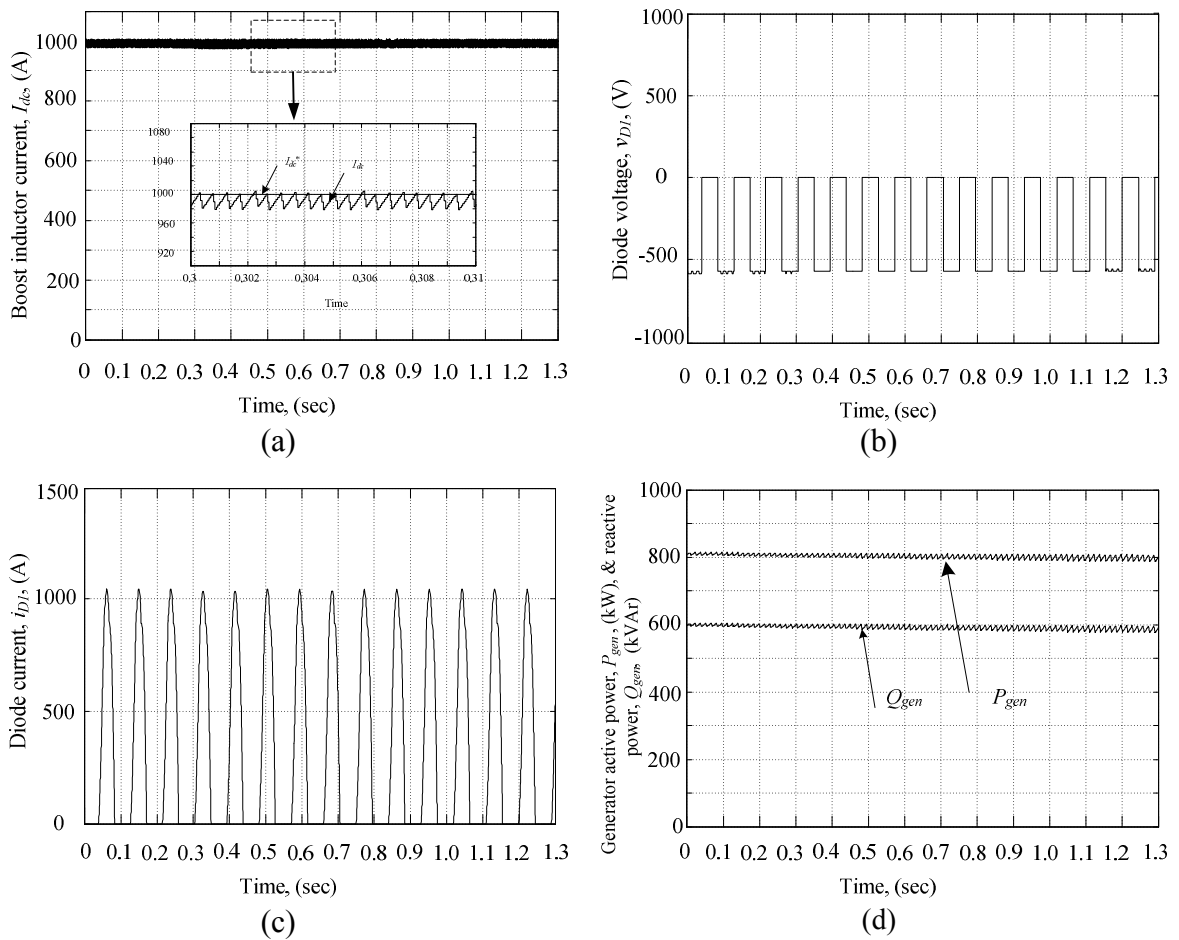 Boost inductor current, Idc, (A)
1000
800
600
400
200
0
1080
1040
1000
960
920
Idc*
Idc
0.3 0.302 0.304 0.306 0.308 0.31
Time
0 0.1 0.2 0.3 0.4 0.5 0.6 0.7 0.8 0.9 1.0 1.1 1.2 1.3
Time, (sec)
(a)
Diode voltage, vD1, (V)
1000
500
0
-500
-1000
0 0.1 0.2 0.3 0.4 0.5 0.6 0.7 0.8 0.9 1.0 1.1 1.2 1.3
Time, (sec)
(b)
Diode current, iD1, (A)
1500
1000
500
0
0 0.1 0.2 0.3 0.4 0.5 0.6 0.7 0.8 0.9 1.0 1.1 1.2 1.3
Time, (sec)
(c)
Generator active power, Pgen, (kW), & reactive
power, Qgen, (kVAr)
1000
800
600
400
200
0
Qgen
Pgen
0 0.1 0.2 0.3 0.4 0.5 0.6 0.7 0.8 0.9 1.0 1.1 1.2 1.3
Time, (sec)
(d)